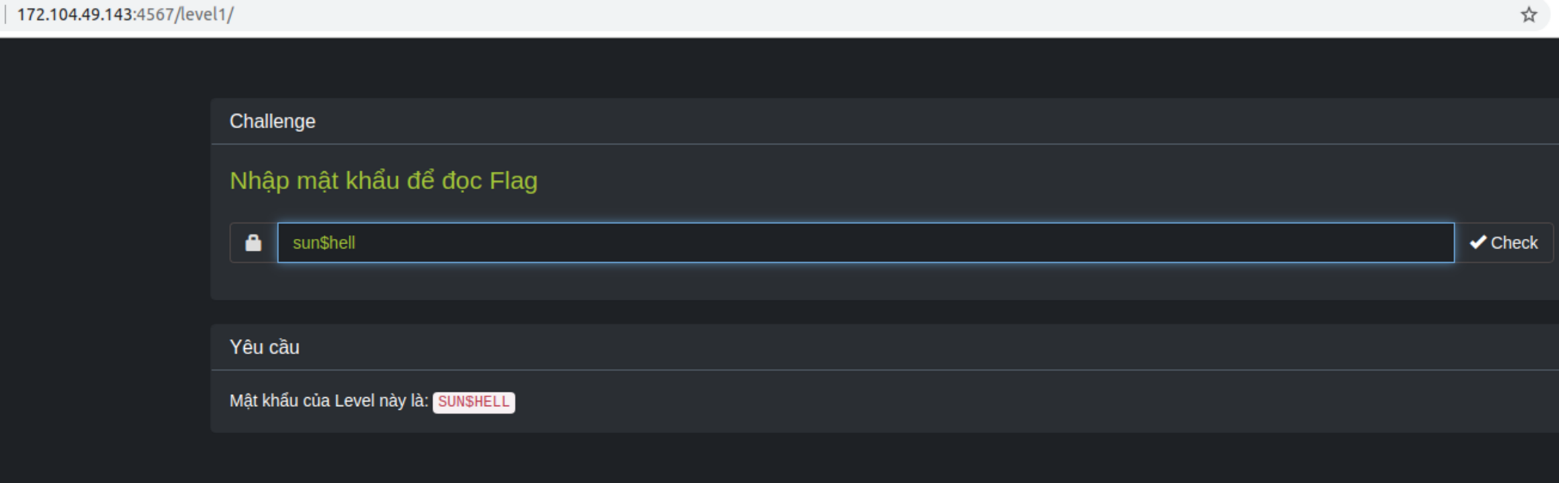 172.104.49.143:4567/level1/
Challenge
Nhập mật khẩu để đọc Flag
sun$hell
Check
Yêu cầu
Mật khẩu của Level này là: SUN$HELL